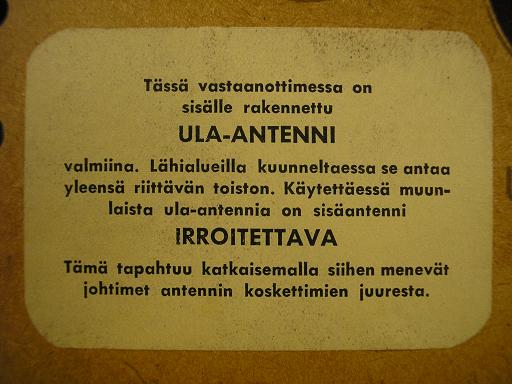 Tässä vastaanottimessa on
sisälle rakennettu
ULA-ANTENNI
valmiina. Lähialueilla kuunneltaessa se antaa
yleensä riittävän toiston. Käytettäessä muun-
laista ula-antennia on sisäantenni
IRROITETTAVA
Tämä tapahtuu katkaisemalla siihen menevät
johtimet antennin koskettimien juuresta.